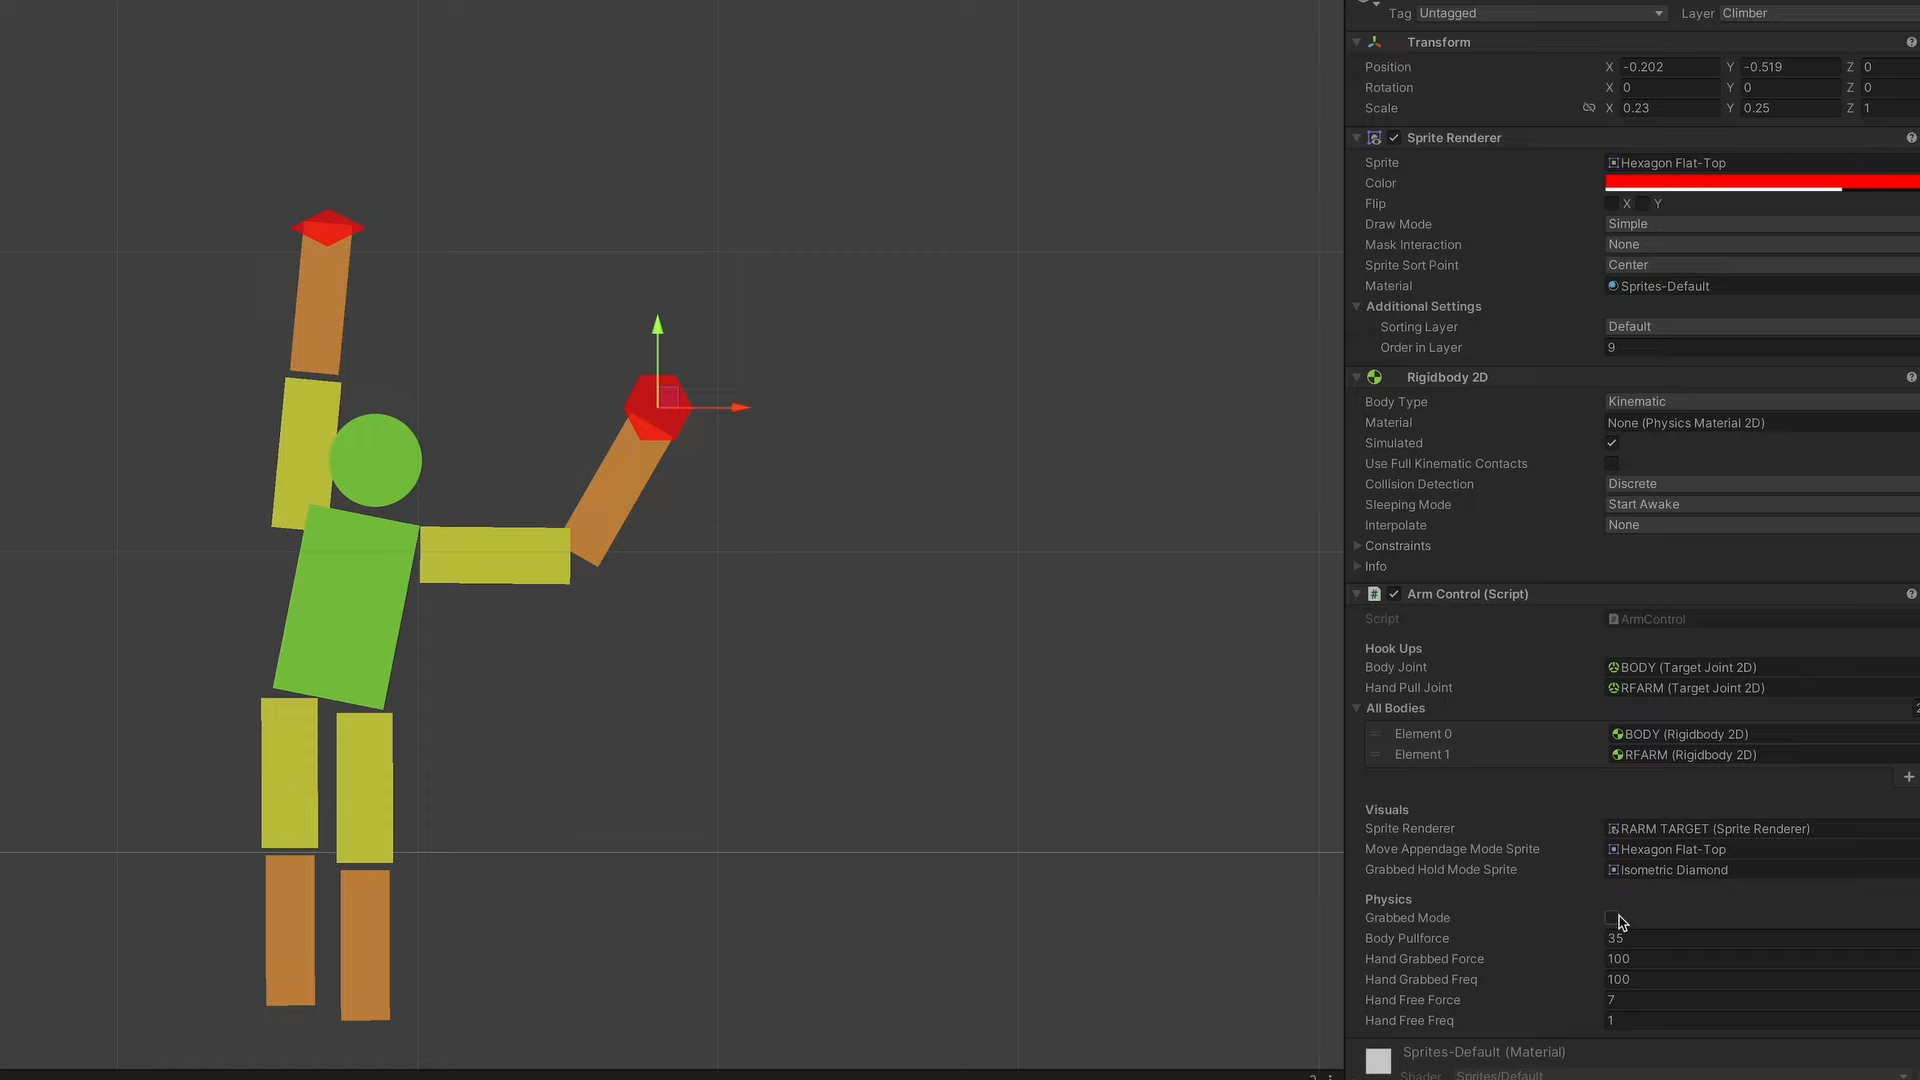 Tag Untagged Layer Climber
Transform
Position X -0.202 Y -0.519 Z 0
Rotation X 0 Y 0 Z 0
Scale X 0.23 Y 0.25 Z 1
Sprite Renderer
Sprite Hexagon Flat-Top
Color
Flip X Y
Draw Mode Simple
Mask Interaction None
Sprite Sort Point Center
Material Sprites-Default
Additional Settings
Sorting Layer Default
Order in Layer 9
Rigidbody 2D
Body Type Kinematic
Material None (Physics Material 2D)
Simulated
Use Full Kinematic Contacts
Collision Detection Discrete
Sleeping Mode Start Awake
Interpolate None
Constraints
Info
# Arm Control (Script)
Script ArmControl
Hook Ups
Body Joint BODY (Target Joint 2D)
Hand Pull Joint RFARM (Target Joint 2D)
All Bodies 2
Element 0 BODY (Rigidbody 2D)
Element 1 RFARM (Rigidbody 2D)
+
Visuals
Sprite Renderer RARM TARGET (Sprite Renderer)
Move Appendage Mode Sprite Hexagon Flat-Top
Grabbed Hold Mode Sprite Isometric Diamond
Physics
Grabbed Mode
Body Pullforce 35
Hand Grabbed Force 100
Hand Grabbed Freq 100
Hand Free Force 7
Hand Free Freq 1
Sprites-Default (Material)
Shader Sprites/Default